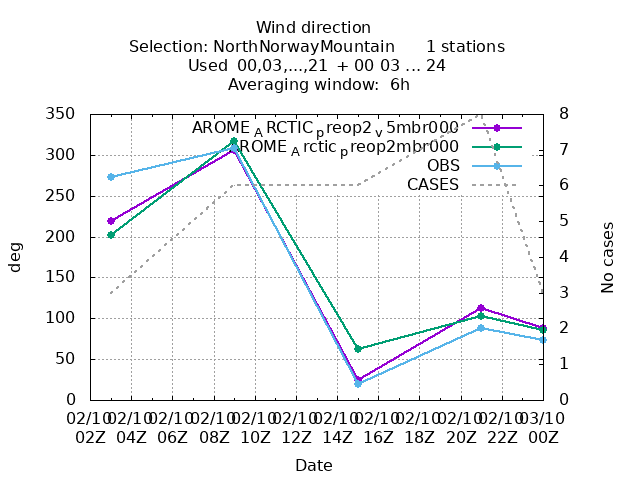 Wind direction
Selection: NorthNorwayMountain 1 stations
Used 00,03,...,21 + 00 03 ... 24
Averaging window: 6h
350
300
250
200
150
100
50
0
deg
AROME_ARCTIC_preop2_v5mbr000
ROME_Arctic_preop2mbr000
OBS
CASES
8
7
6
5
4
3
2
1
0
No cases
02/10 02/10 02/10 02/10 02/10 02/10 02/10 02/10 02/10 02/10 02/10 03/10
02Z 04Z 06Z 08Z 10Z 12Z 14Z 16Z 18Z 20Z 22Z 00Z
Date